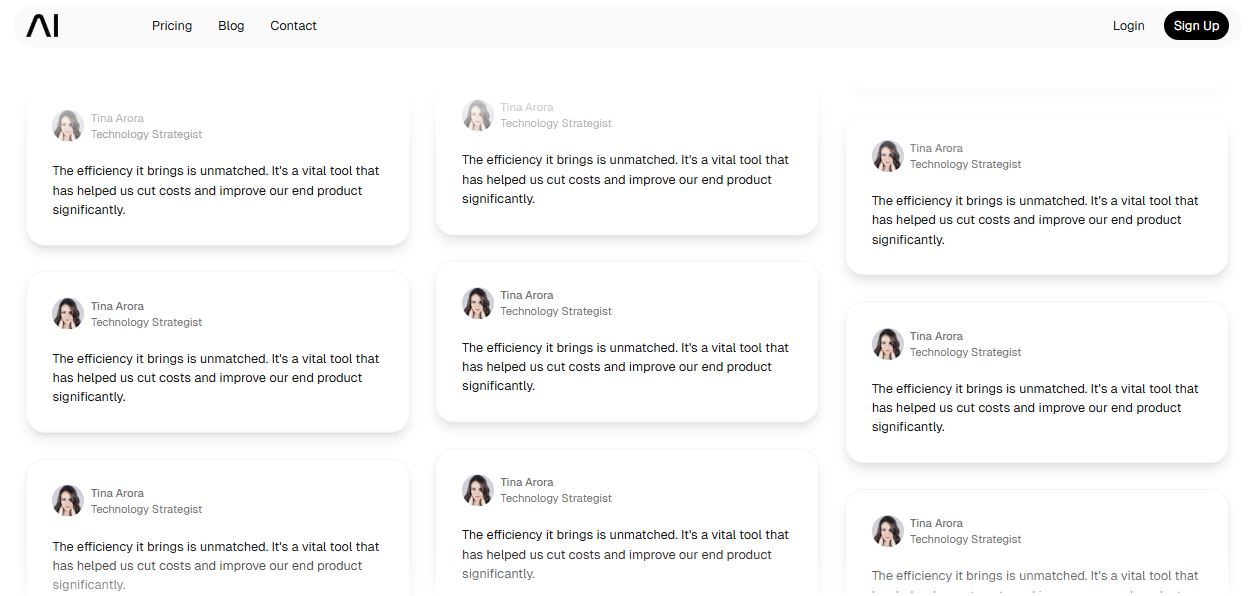 AI
Pricing
Blog
Contact
Login
Sign Up
Tina Arora
Technology Strategist
The efficiency it brings is unmatched. It's a vital tool that
has helped us cut costs and improve our end product
significantly.
Tina Arora
Technology Strategist
The efficiency it brings is unmatched. It's a vital tool that
has helped us cut costs and improve our end product
significantly.
Tina Arora
Technology Strategist
The efficiency it brings is unmatched. It's a vital tool that
has helped us cut costs and improve our end product
significantly.
Tina Arora
Technology Strategist
The efficiency it brings is unmatched. It's a vital tool that
has helped us cut costs and improve our end product
significantly.
Tina Arora
Technology Strategist
The efficiency it brings is unmatched. It's a vital tool that
has helped us cut costs and improve our end product
significantly.
Tina Arora
Technology Strategist
The efficiency it brings is unmatched. It's a vital tool that
has helped us cut costs and improve our end product
significantly.
Tina Arora
Technology Strategist
The efficiency it brings is unmatched. It's a vital tool that
has helped us cut costs and improve our end product
significantly.
Tina Arora
Technology Strategist
The efficiency it brings is unmatched. It's a vital tool that
has helped us cut costs and improve our end product
significantly.
Tina Arora
Technology Strategist
The efficiency it brings is unmatched. It's a vital tool that